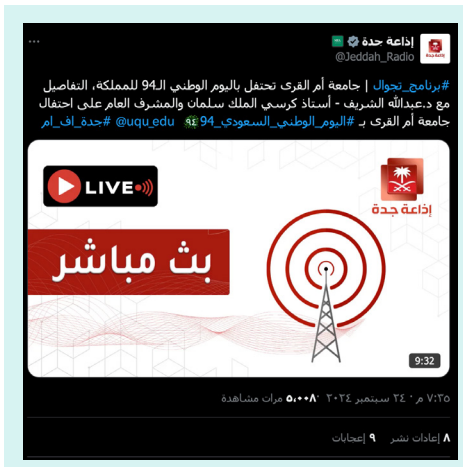 إذاعة جدة
@Jeddah_Radio
#برنامج_تجوال | جامعة أم القرى تحتفل باليوم الوطني الـ94 للمملكة، التفاصيل
مع د.عبدالله الشريف - أستاذ كرسي الملك سلمان والمشرف العام على احتفال
جامعة أم القرى بـ #اليوم_الوطني_السعودي_94 @uqu_edu #جدة_اف_ام
LIVE
إذاعة جدة
بث مباشر
9:32
٧:٣٥ م · ٢٤ سبتمبر ٢٠٢٤ · ٥،٠٠٨ مرات مشاهدة
٨ إعادات نشر ٩ إعجابات